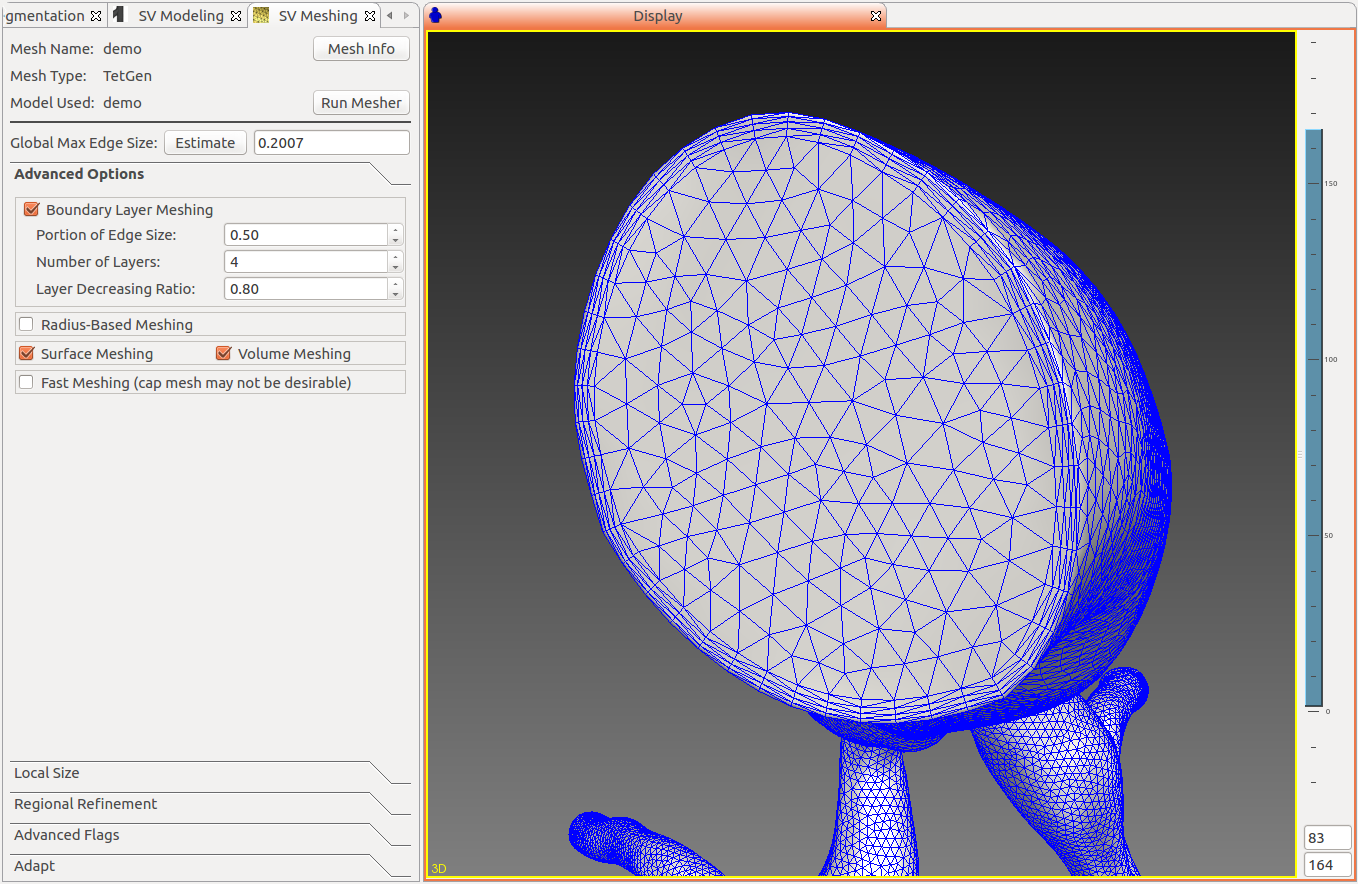 gmentation SV Modeling SV Meshing
Display
Mesh Name: demo Mesh Info
Mesh Type: TetGen
Model Used: demo Run Mesher
Global Max Edge Size: Estimate 0.2007
Advanced Options
Boundary Layer Meshing
Portion of Edge Size: 0.50
Number of Layers: 4
Layer Decreasing Ratio: 0.80
Radius-Based Meshing
Surface Meshing Volume Meshing
Fast Meshing (cap mesh may not be desirable)
Local Size
Regional Refinement
Advanced Flags
Adapt
3D
150
100
50
0
83
164